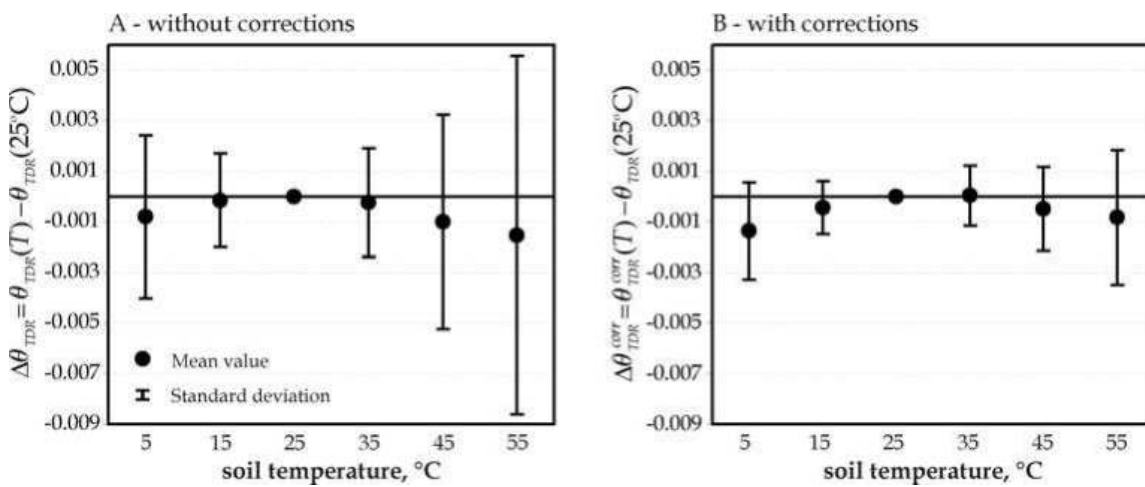 A - without corrections
Δθ_TDR = θ_TDR(T) − θ_TDR(25°C)
0.005
0.003
0.001
-0.001
-0.003
-0.005
-0.007
-0.009
Mean value
Standard deviation
5 15 25 35 45 55
soil temperature, °C
B - with corrections
Δθ_TDR^corr = θ_TDR^corr(T) − θ_TDR(25°C)
0.005
0.003
0.001
-0.001
-0.003
-0.005
-0.007
-0.009
5 15 25 35 45 55
soil temperature, °C